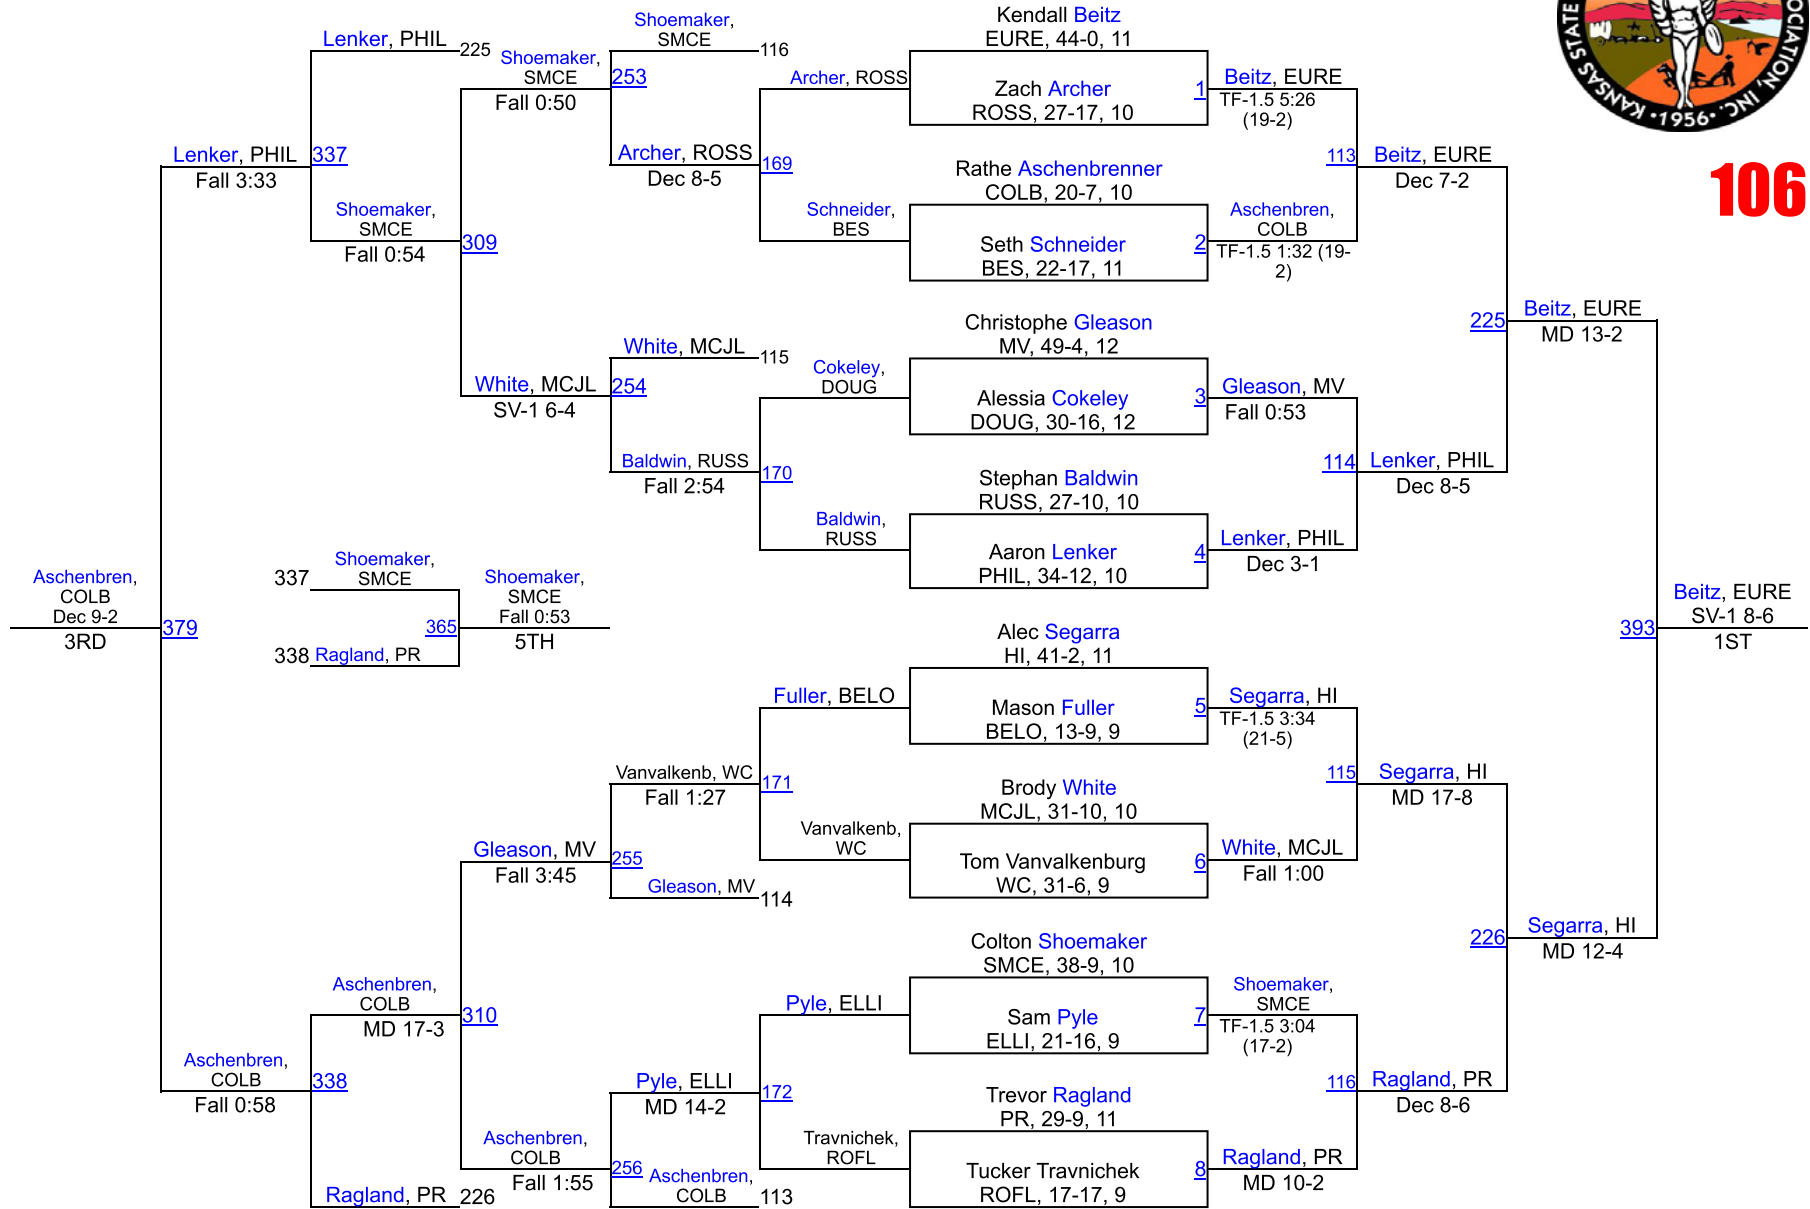 KANSAS STATE
OCIATION, INC.
•1956•
106
Kendall Beitz
EURE, 44-0, 11
Zach Archer
ROSS, 27-17, 10
1
Rathe Aschenbrenner
COLB, 20-7, 10
Seth Schneider
BES, 22-17, 11
2
Christophe Gleason
MV, 49-4, 12
Alessia Cokeley
DOUG, 30-16, 12
3
Stephan Baldwin
RUSS, 27-10, 10
Aaron Lenker
PHIL, 34-12, 10
4
Alec Segarra
HI, 41-2, 11
Mason Fuller
BELO, 13-9, 9
5
Brody White
MCJL, 31-10, 10
Tom Vanvalkenburg
WC, 31-6, 9
6
Colton Shoemaker
SMCE, 38-9, 10
Sam Pyle
ELLI, 21-16, 9
7
Trevor Ragland
PR, 29-9, 11
Tucker Travnichek
ROFL, 17-17, 9
8
Beitz, EURE
TF-1.5 5:26
(19-2)
Aschenbren,
COLB
TF-1.5 1:32 (19-
2)
Gleason, MV
Fall 0:53
Lenker, PHIL
Dec 3-1
Segarra, HI
TF-1.5 3:34
(21-5)
White, MCJL
Fall 1:00
Shoemaker,
SMCE
TF-1.5 3:04
(17-2)
Ragland, PR
MD 10-2
113
Beitz, EURE
Dec 7-2
114
Lenker, PHIL
Dec 8-5
115
Segarra, HI
MD 17-8
116
Ragland, PR
Dec 8-6
225
Beitz, EURE
MD 13-2
226
Segarra, HI
MD 12-4
393
Beitz, EURE
SV-1 8-6
1ST
Archer, ROSS
Schneider,
BES
Cokeley,
DOUG
Baldwin,
RUSS
Fuller, BELO
Vanvalkenb,
WC
Pyle, ELLI
Travnichek,
ROFL
Shoemaker,
SMCE
116
Archer, ROSS
Dec 8-5
169
White, MCJL
115
Baldwin, RUSS
Fall 2:54
170
Vanvalkenb, WC
Fall 1:27
171
Gleason, MV
114
Pyle, ELLI
MD 14-2
172
Aschenbren,
COLB
113
Shoemaker,
SMCE
Fall 0:50
253
White, MCJL
SV-1 6-4
254
Gleason, MV
Fall 3:45
255
Aschenbren,
COLB
Fall 1:55
256
Lenker, PHIL
225
Shoemaker,
SMCE
Fall 0:54
309
Aschenbren,
COLB
MD 17-3
310
Ragland, PR
226
Lenker, PHIL
Fall 3:33
337
Aschenbren,
COLB
Fall 0:58
338
337
Shoemaker,
SMCE
338
Ragland, PR
365
Shoemaker,
SMCE
Fall 0:53
5TH
Aschenbren,
COLB
Dec 9-2
3RD
379